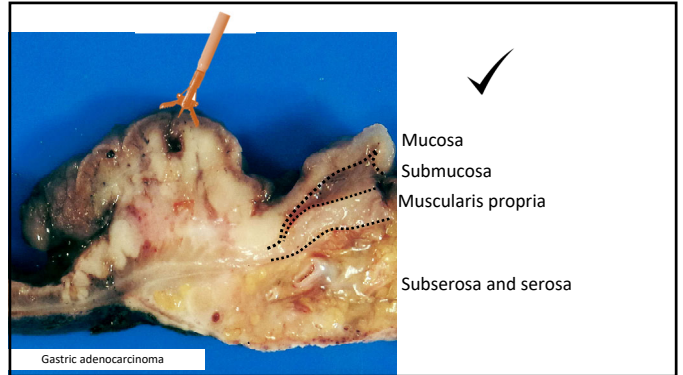 Mucosa
Submucosa
Muscularis propria
Subserosa and serosa
Gastric adenocarcinoma